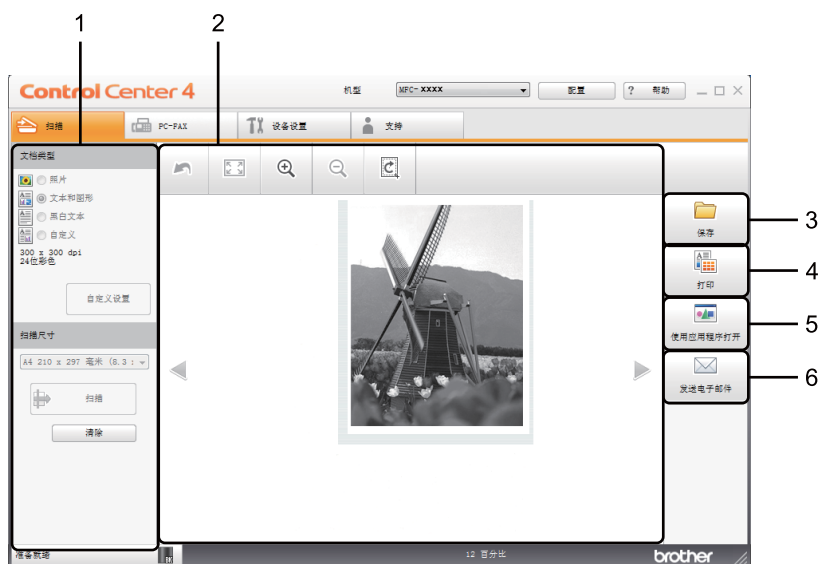 1
2
Control Center 4
机型
MFC-XXXX
配置
? 帮助
扫描
PC-FAX
设备设置
支持
文档类型
照片
文本和图形
黑白文本
自定义
300 x 300 dpi
24位彩色
自定义设置
扫描尺寸
A4 210 x 297 毫米 (8.3 :
扫描
清除
保存
3
打印
4
使用应用程序打开
5
发送电子邮件
6
准备就绪
12 百分比
brother